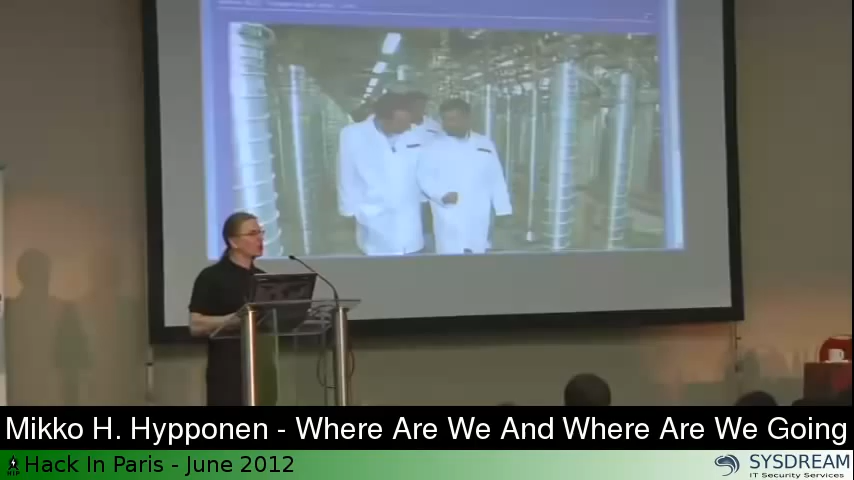 Mikko H. Hypponen - Where Are We And Where Are We Going
Hack In Paris - June 2012
SYSDREAM
IT Security Services